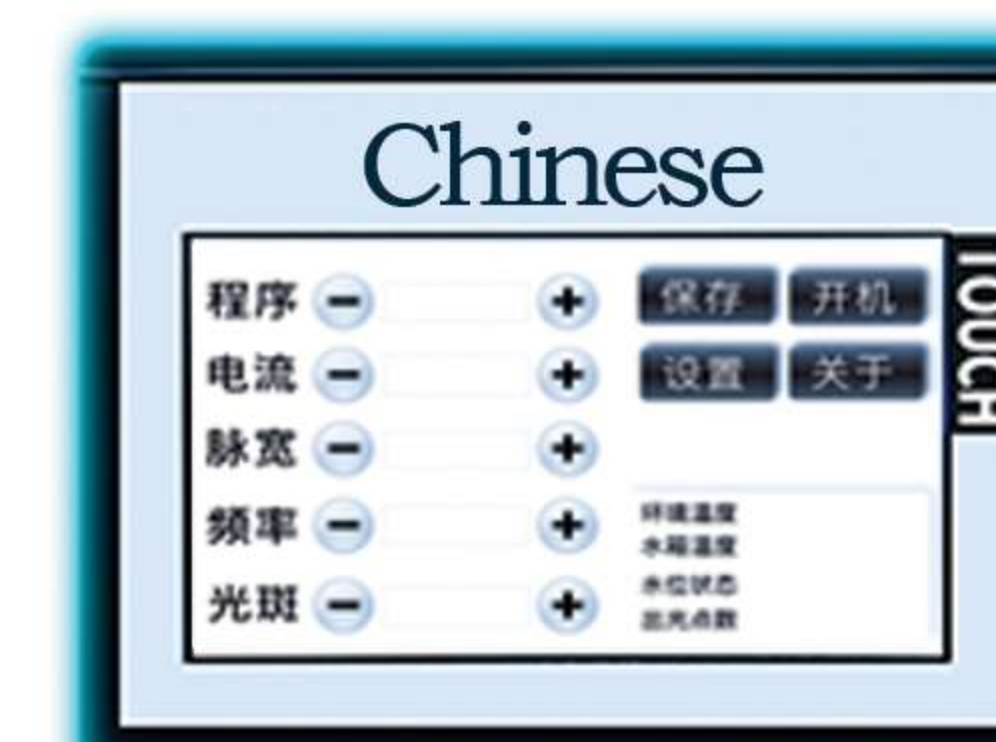 Chinese
程序
电流
脉宽
频率
光斑
保存 开机
设置 关于
环境温度
水箱温度
水位状态
出光点数
TOUCH